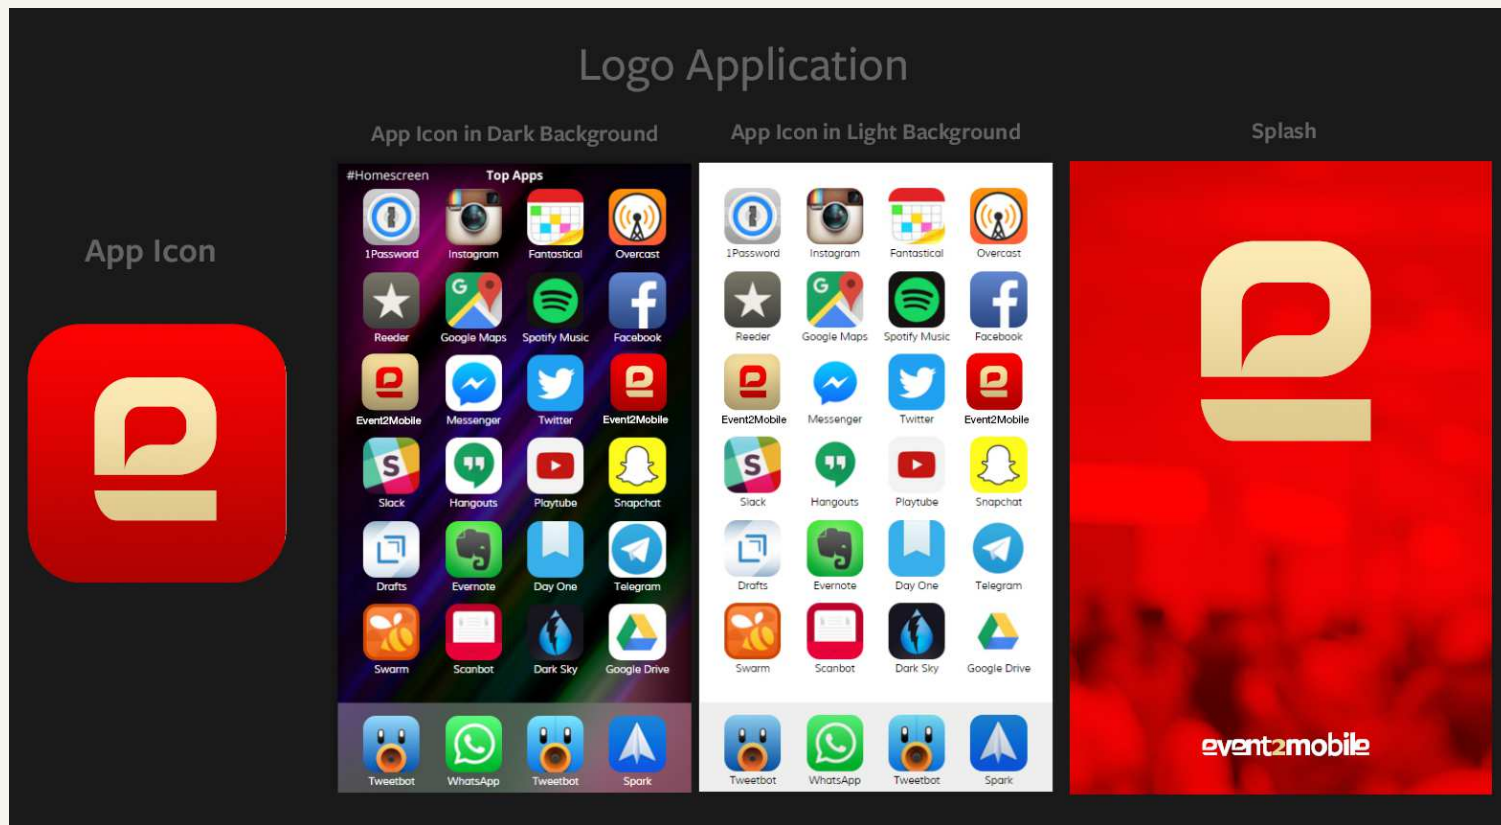 Logo Application
App Icon in Dark Background
App Icon in Light Background
Splash
App Icon
#Homescreen
Top Apps
1Password
Instagram
Fantastical
Overcast
Reeder
Google Maps
Spotify Music
Facebook
Event2Mobile
Messenger
Twitter
Event2Mobile
Slack
Hangouts
Playtube
Snapchat
Drafts
Evernote
Day One
Telegram
Swarm
Scanbot
Dark Sky
Google Drive
Tweetbot
WhatsApp
Tweetbot
Spark
1Password
Instagram
Fantastical
Overcast
Reeder
Google Maps
Spotify Music
Facebook
Event2Mobile
Messenger
Twitter
Event2Mobile
Slack
Hangouts
Playtube
Snapchat
Drafts
Evernote
Day One
Telegram
Swarm
Scanbot
Dark Sky
Google Drive
Tweetbot
WhatsApp
Tweetbot
Spark
event2mobile